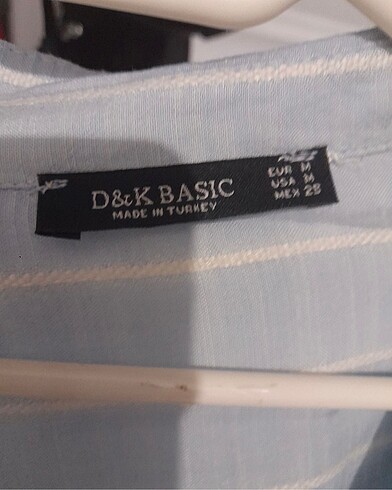 D&K BASIC
MADE IN TURKEY
EUR M
USA M
MEX 28